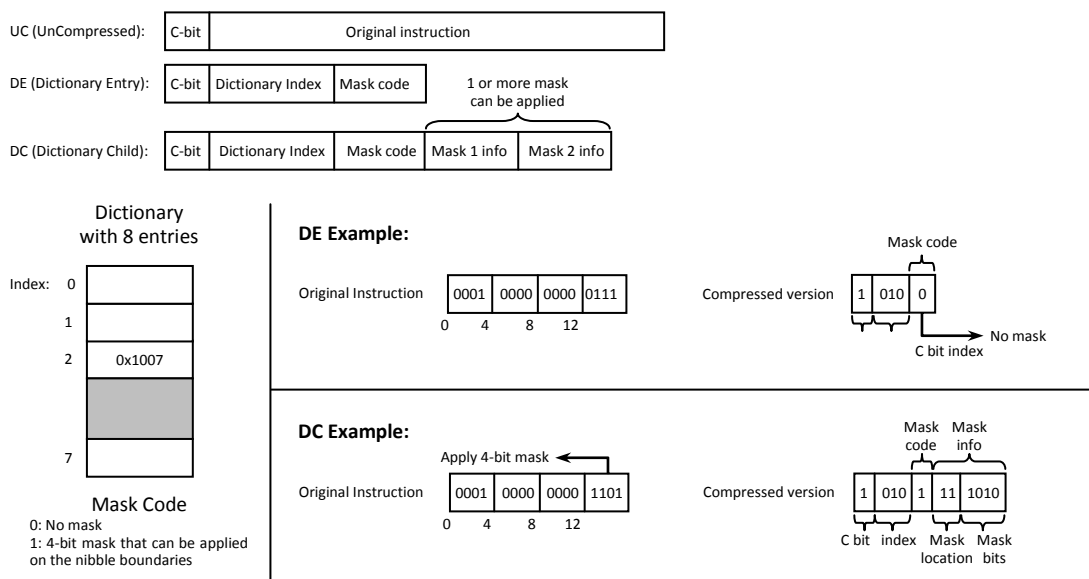 UC (UnCompressed): C-bit Original instruction
DE (Dictionary Entry): C-bit Dictionary Index Mask code
1 or more mask
can be applied
DC (Dictionary Child): C-bit Dictionary Index Mask code Mask 1 info Mask 2 info
Dictionary
with 8 entries
Index: 0
1
2 0x1007
7
Mask Code
0: No mask
1: 4-bit mask that can be applied
on the nibble boundaries
DE Example:
Original Instruction 0001 0000 0000 0111
0 4 8 12
Mask code
Compressed version 1 010 0
No mask
C bit index
DC Example:
Apply 4-bit mask
Original Instruction 0001 0000 0000 1101
0 4 8 12
Mask code
Mask info
Compressed version 1 010 1 11 1010
C bit index Mask location Mask bits